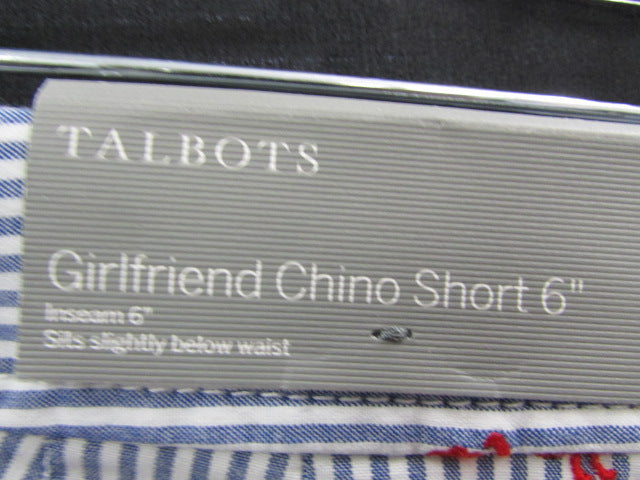 TALBOTS
Girlfriend Chino Short 6"
Inseam 6"
Sits slightly below waist